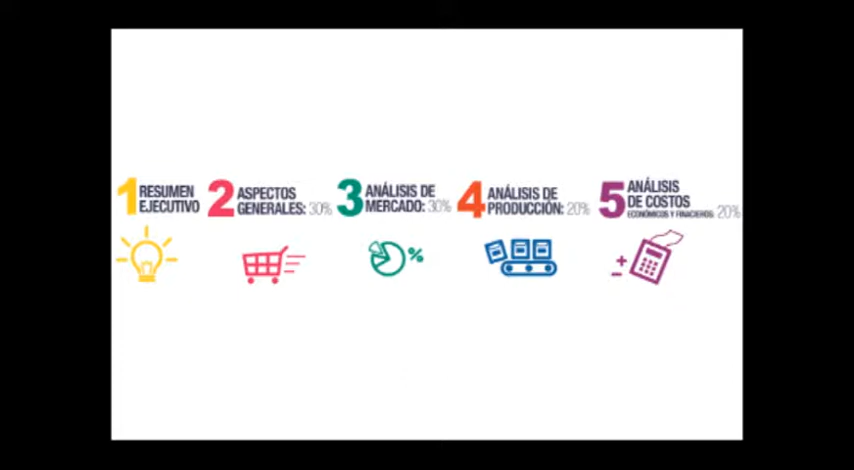 1 RESUMEN
EJECUTIVO
2 ASPECTOS
GENERALES: 30%
3 ANÁLISIS DE
MERCADO: 30%
4 ANÁLISIS DE
PRODUCCIÓN: 20%
5 ANÁLISIS
DE COSTOS
ECONÓMICOS Y FINACIEROS: 20%
%
+
-